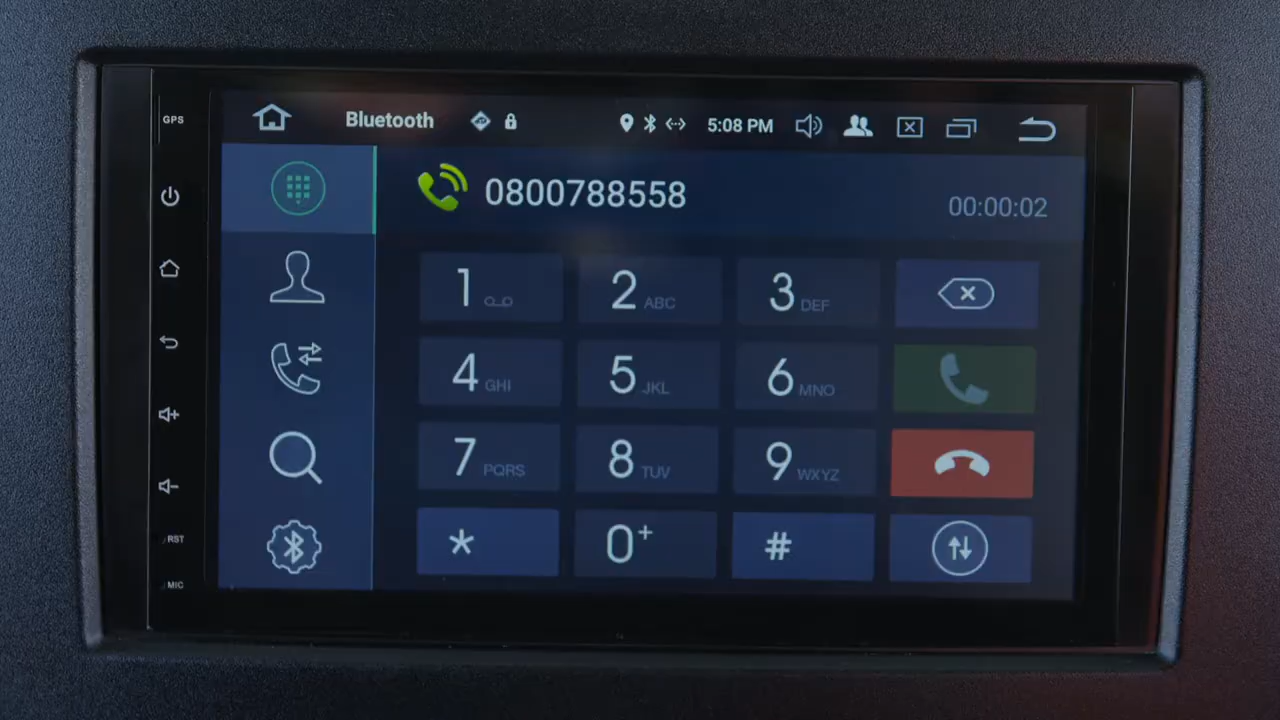 GPS
Bluetooth
5:08 PM
0800788558
00:00:02
1
2 ABC
3 DEF
4 GHI
5 JKL
6 MNO
7 PQRS
8 TUV
9 WXYZ
*
0+
#
RST
MIC